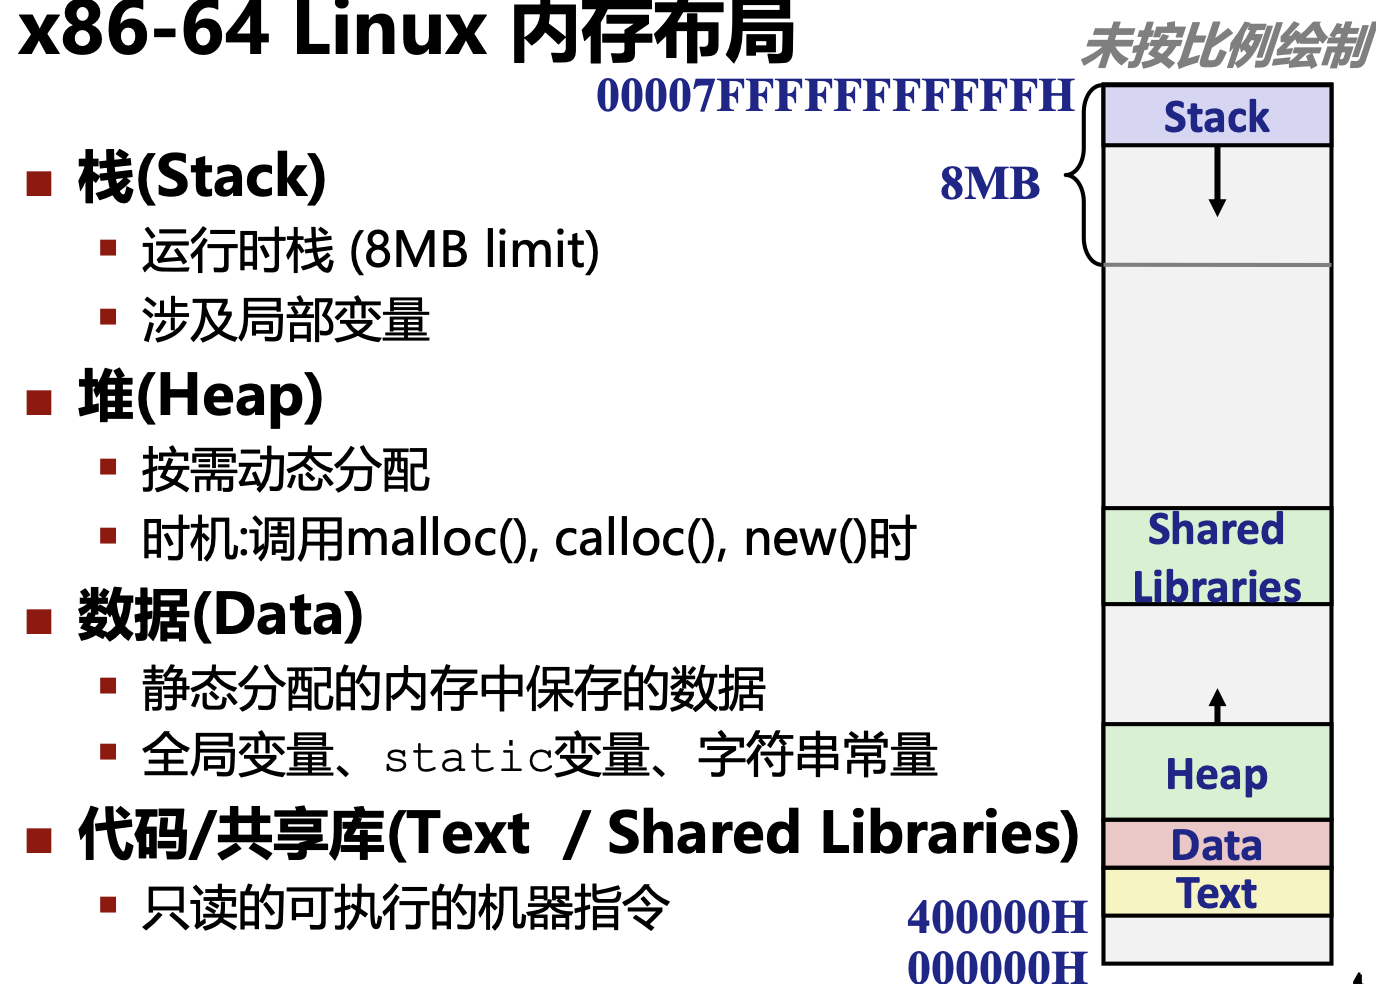 x86-64 Linux 内存布局
未按比例绘制
00007FFFFFFFFFFFH
栈(Stack)
运行时栈 (8MB limit)
涉及局部变量
堆(Heap)
按需动态分配
时机:调用malloc(), calloc(), new()时
数据(Data)
静态分配的内存中保存的数据
全局变量、static变量、字符串常量
代码/共享库(Text / Shared Libraries)
只读的可执行的机器指令
8MB
Stack
Shared
Libraries
Heap
Data
Text
400000H
000000H